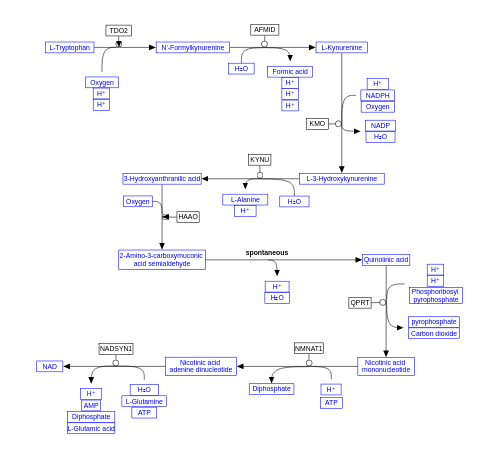 TDO2
AFMID
L-Tryptophan
N'-Formylkynurenine
L-Kynurenine
H₂O
Formic acid
H⁺
H⁺
H⁺
Oxygen
H⁺
H⁺
H⁺
NADPH
Oxygen
KMO
NADP
H₂O
KYNU
3-Hydroxyanthranilic acid
L-3-Hydroxykynurenine
L-Alanine
H⁺
H₂O
Oxygen
HAAO
2-Amino-3-carboxymuconic
acid semialdehyde
spontaneous
Quinolinic acid
H⁺
H₂O
H⁺
H⁺
Phosphoribosyl
pyrophosphate
QPRT
pyrophosphate
Carbon dioxide
NADSYN1
NMNAT1
NAD
Nicotinic acid
adenine dinucleotide
Nicotinic acid
mononucleotide
H⁺
AMP
Diphosphate
L-Glutamic acid
H₂O
L-Glutamine
ATP
Diphosphate
H⁺
ATP